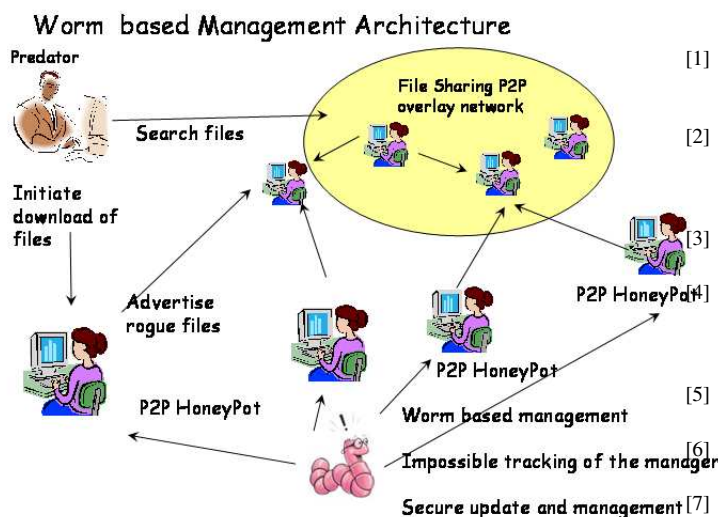 Worm based Management Architecture
Predator
[1]
File Sharing P2P
overlay network
Search files
[2]
Initiate
download of
files
[3]
Advertise
rogue files
P2P HoneyPot
[4]
P2P HoneyPot
P2P HoneyPot
[5]
Worm based management
!
[6]
Impossible tracking of the manager
[7]
Secure update and management